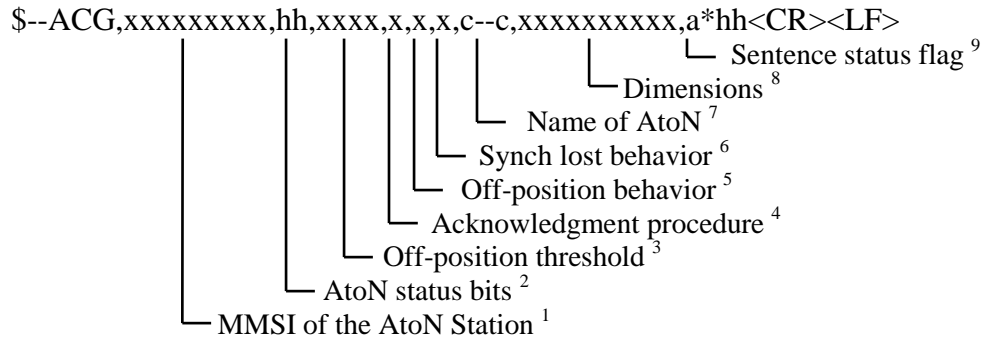 $--ACG,xxxxxxxxx,hh,xxxx,x,x,x,c--c,xxxxxxxxxx,a*hh<CR><LF>
Sentence status flag 9
Dimensions 8
Name of AtoN 7
Synch lost behavior 6
Off-position behavior 5
Acknowledgment procedure 4
Off-position threshold 3
AtoN status bits 2
MMSI of the AtoN Station 1